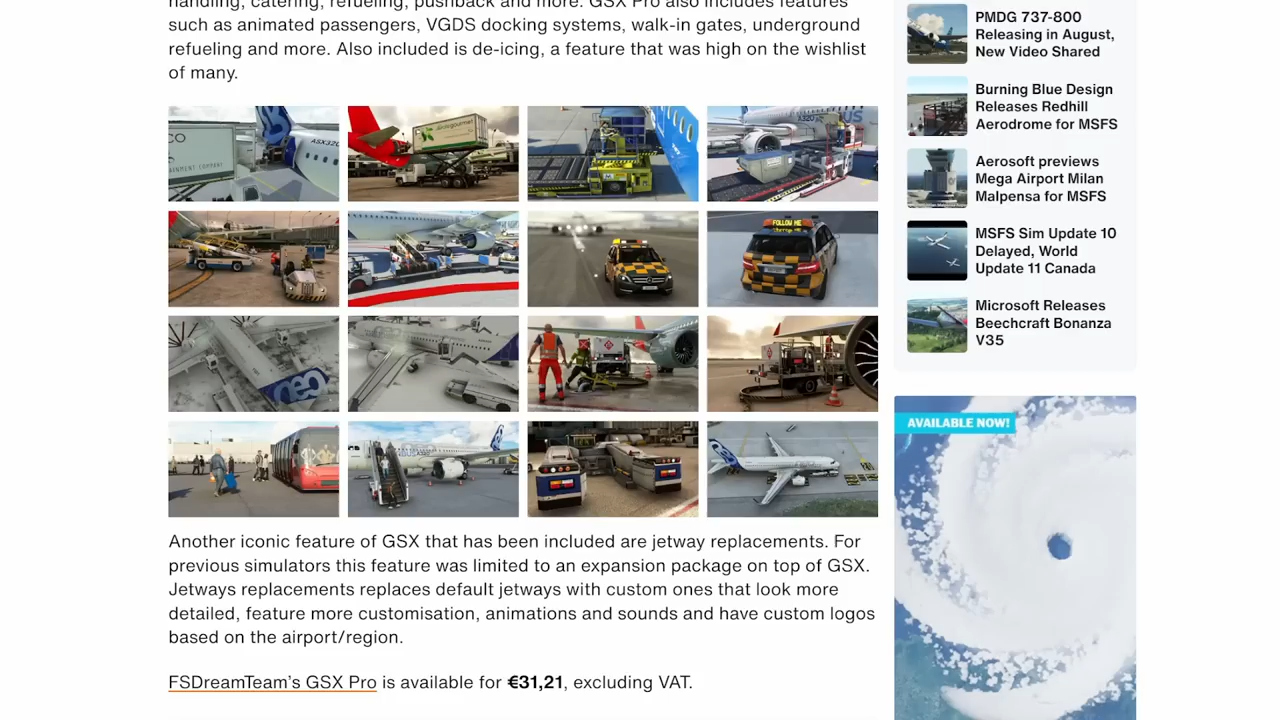 handling, catering, refueling, pushback and more. GSX Pro also includes features
such as animated passengers, VGDS docking systems, walk-in gates, underground
refueling and more. Also included is de-icing, a feature that was high on the wishlist
of many.
FOLLOW ME
neo
Another iconic feature of GSX that has been included are jetway replacements. For
previous simulators this feature was limited to an expansion package on top of GSX.
Jetways replacements replaces default jetways with custom ones that look more
detailed, feature more customisation, animations and sounds and have custom logos
based on the airport/region.
FSDreamTeam's GSX Pro is available for €31,21, excluding VAT.
PMDG 737-800
Releasing in August,
New Video Shared
Burning Blue Design
Releases Redhill
Aerodrome for MSFS
Aerosoft previews
Mega Airport Milan
Malpensa for MSFS
MSFS Sim Update 10
Delayed, World
Update 11 Canada
Microsoft Releases
Beechcraft Bonanza
V35
AVAILABLE NOW!